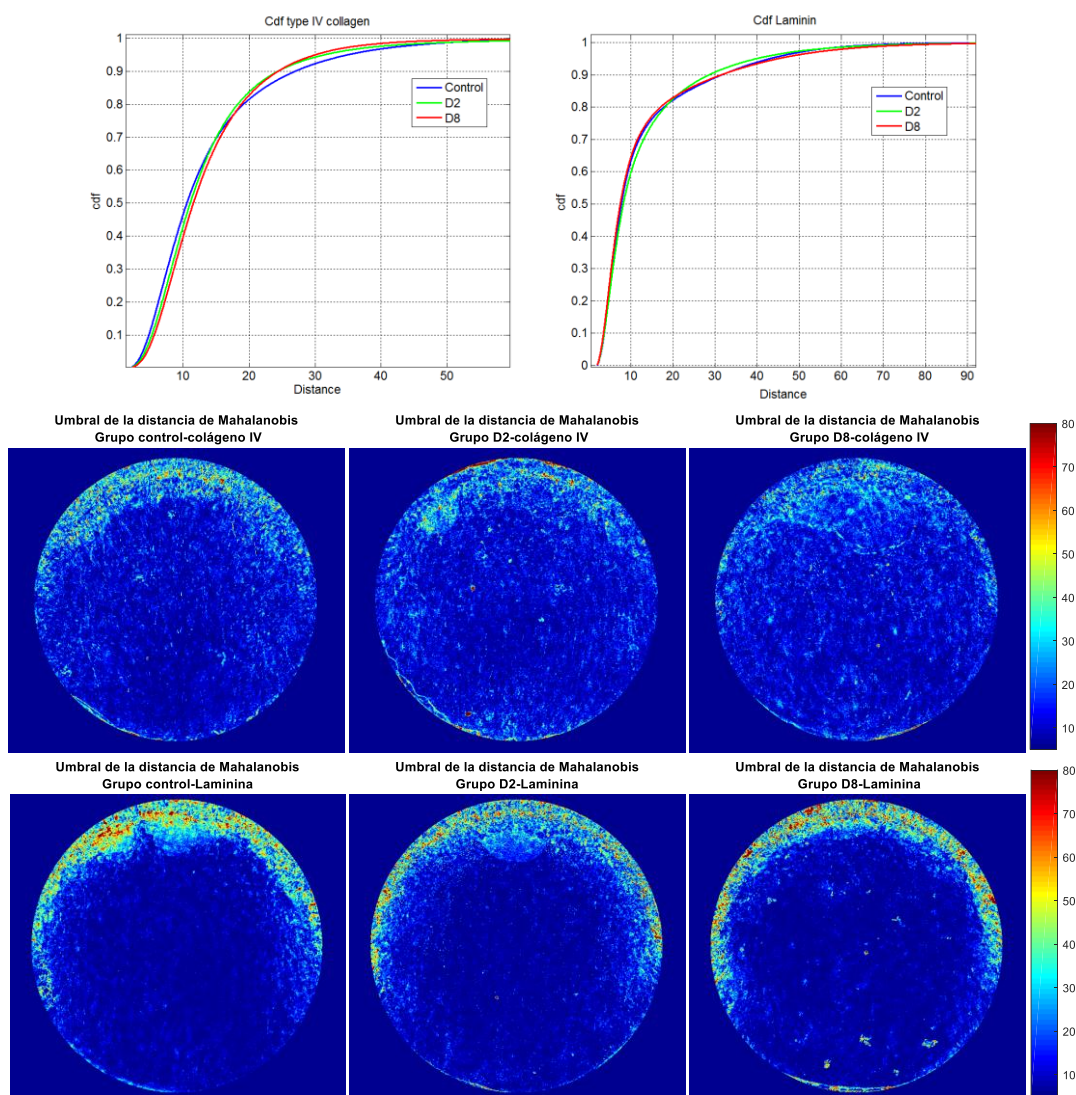 Cdf type IV collagen
1
0.9
0.8
0.7
0.6
0.5
0.4
0.3
0.2
0.1
cdf
Control
D2
D8
10 20 30 40 50
Distance
Cdf Laminin
1
0.9
0.8
0.7
0.6
0.5
0.4
0.3
0.2
0.1
0
cdf
Control
D2
D8
10 20 30 40 50 60 70 80 90
Distance
Umbral de la distancia de Mahalanobis
Grupo control-colágeno IV
Umbral de la distancia de Mahalanobis
Grupo D2-colágeno IV
Umbral de la distancia de Mahalanobis
Grupo D8-colágeno IV
80
70
60
50
40
30
20
10
Umbral de la distancia de Mahalanobis
Grupo control-Laminina
Umbral de la distancia de Mahalanobis
Grupo D2-Laminina
Umbral de la distancia de Mahalanobis
Grupo D8-Laminina
80
70
60
50
40
30
20
10